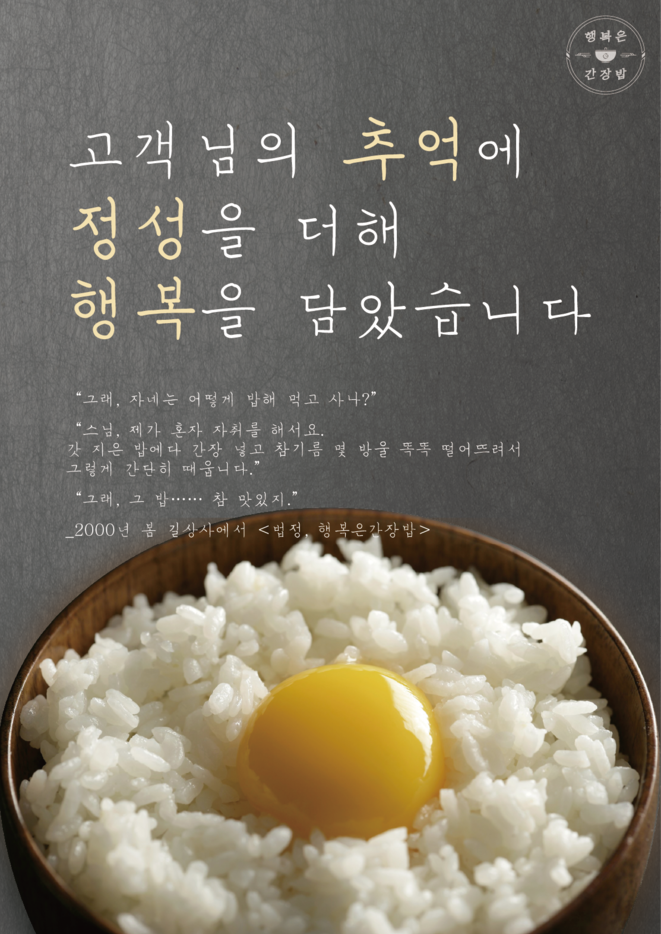 행복은
간장밥
고객님의 추억에
정성을 더해
행복을 담았습니다
“그래, 자네는 어떻게 밥해 먹고 사나?”
“스님, 제가 혼자 자취를 해서요.
갓 지은 밥에다 간장 넣고 참기름 몇 방울 똑똑 떨어뜨려서
그렇게 간단히 때웁니다.”
“그래, 그 밥…… 참 맛있지.”
_2000년 봄 길상사에서 <법정, 행복은간장밥>